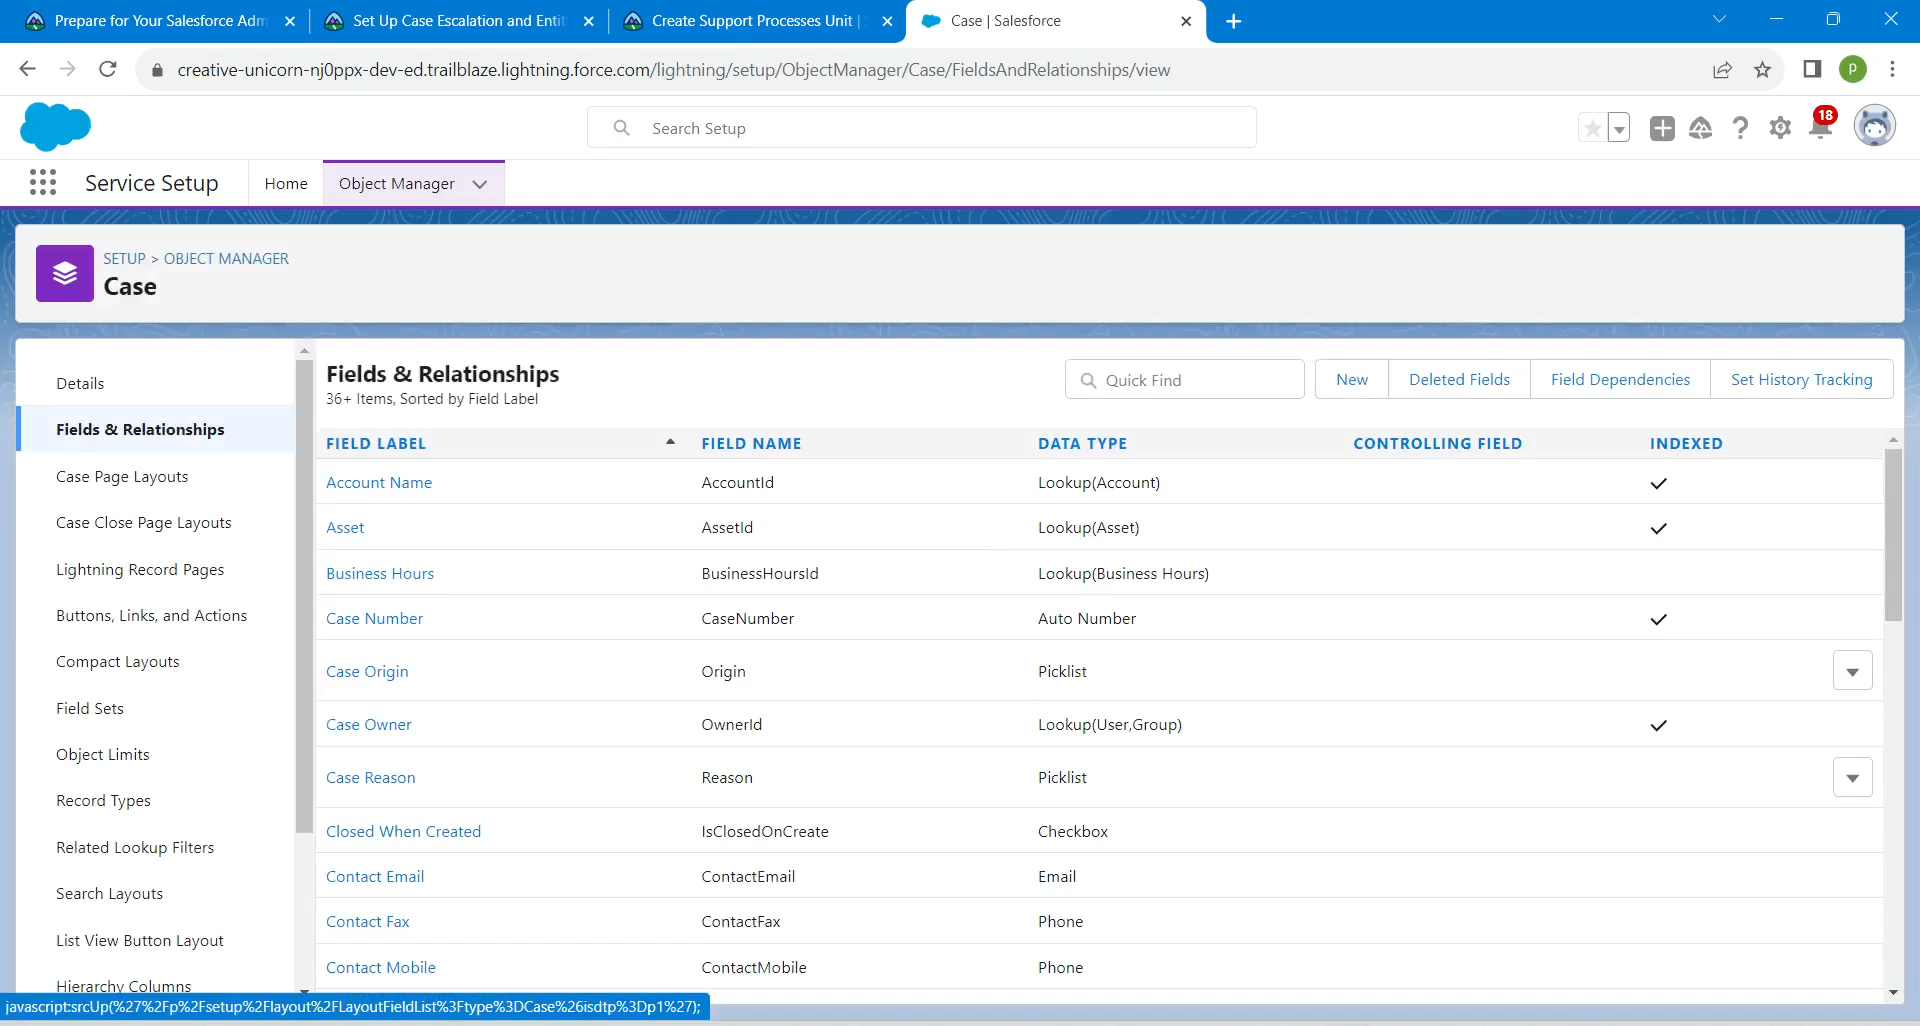 Prepare for Your Salesforce Adm
Set Up Case Escalation and Entit
Create Support Processes Unit |
Case | Salesforce
creative-unicorn-nj0ppx-dev-ed.trailblaze.lightning.force.com/lightning/setup/ObjectManager/Case/FieldsAndRelationships/view
p
Search Setup
18
Service Setup
Home
Object Manager
SETUP > OBJECT MANAGER
Case
Details
Fields & Relationships
Case Page Layouts
Case Close Page Layouts
Lightning Record Pages
Buttons, Links, and Actions
Compact Layouts
Field Sets
Object Limits
Record Types
Related Lookup Filters
Search Layouts
List View Button Layout
Hierarchy Columns
Fields & Relationships
36+ Items, Sorted by Field Label
Quick Find
New
Deleted Fields
Field Dependencies
Set History Tracking
FIELD LABEL FIELD NAME DATA TYPE CONTROLLING FIELD INDEXED
Account Name AccountId Lookup(Account)
Asset AssetId Lookup(Asset)
Business Hours BusinessHoursId Lookup(Business Hours)
Case Number CaseNumber Auto Number
Case Origin Origin Picklist
Case Owner OwnerId Lookup(User,Group)
Case Reason Reason Picklist
Closed When Created IsClosedOnCreate Checkbox
Contact Email ContactEmail Email
Contact Fax ContactFax Phone
Contact Mobile ContactMobile Phone
javascript:srcUp(%27%2Fp%2Fsetup%2Flayout%2FLayoutFieldList%3Ftype%3DCase%26isdtp%3Dp1%27);